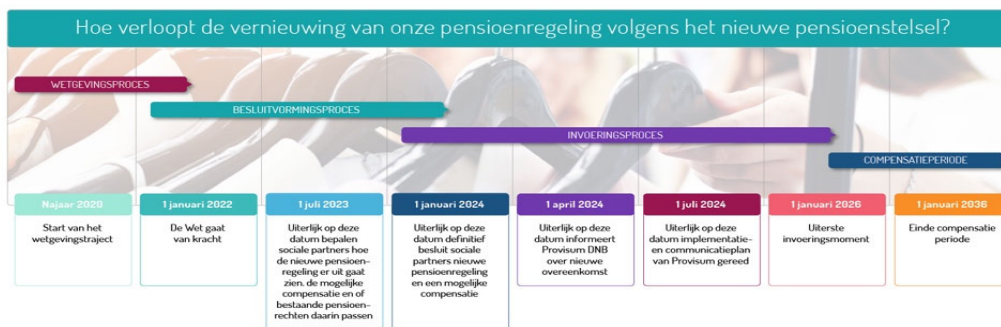 Hoe verloopt de vernieuwing van onze pensioenregeling volgens het nieuwe pensioenstelsel?
WETGEVINGSPROCES
BESLUITVORMINGSPROCES
INVOERINGSPROCES
COMPENSATIEPERIODE
Najaar 2020
Start van het
wetgevingstraject
1 januari 2022
De Wet gaat
van kracht
1 juli 2023
Uiterlijk op deze
datum bepalen
sociale partners hoe
de nieuwe pensioen-
regeling er uit gaat
zien, de mogelijke
compensatie en of
bestaande pensioen-
rechten daarin passen
1 januari 2024
Uiterlijk op deze
datum definitief
besluit sociale
partners nieuwe
pensioenregeling
en een mogelijke
compensatie
1 april 2024
Uiterlijk op deze
datum informeert
Provisum DNB
over nieuwe
overeenkomst
1 juli 2024
Uiterlijk op deze
datum implementatie-
en communicatieplan
van Provisum gereed
1 januari 2026
Uiterste
invoeringsmoment
1 januari 2036
Einde compensatie
periode